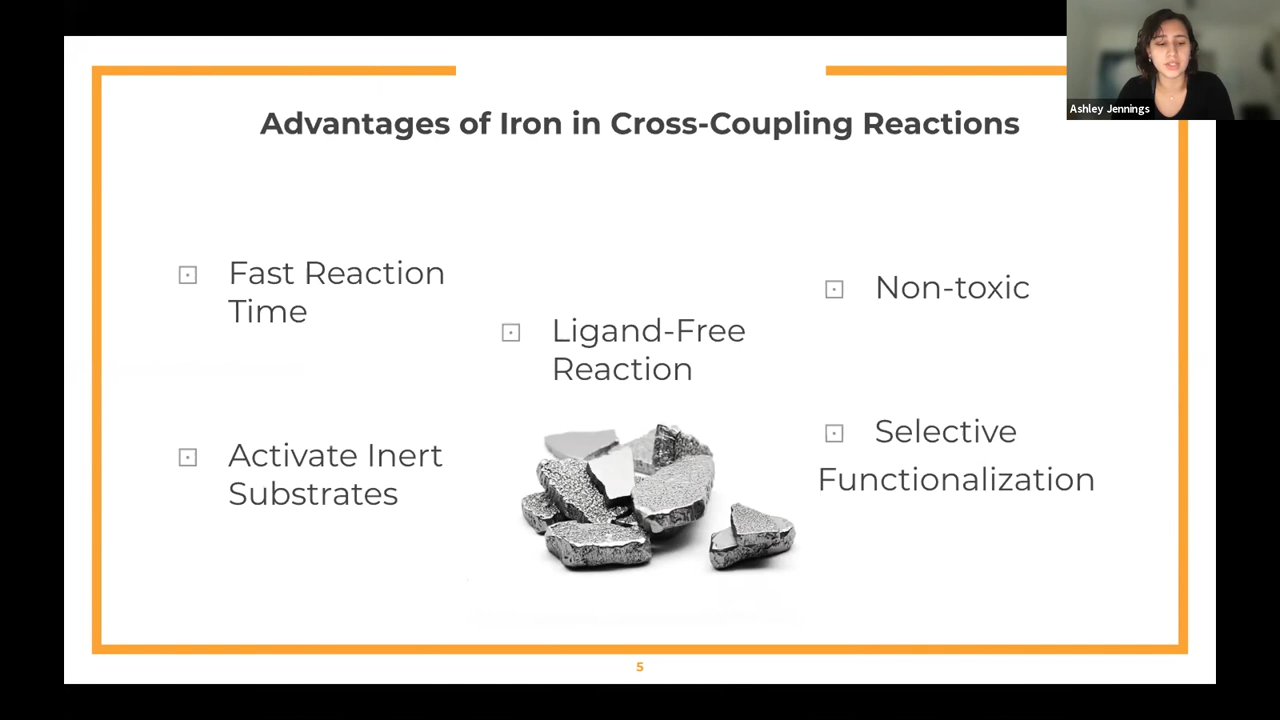 Ashley Jennings
Advantages of Iron in Cross-Coupling Reactions
Fast Reaction
Time
Ligand-Free
Reaction
Non-toxic
Activate Inert
Substrates
Selective
Functionalization
5